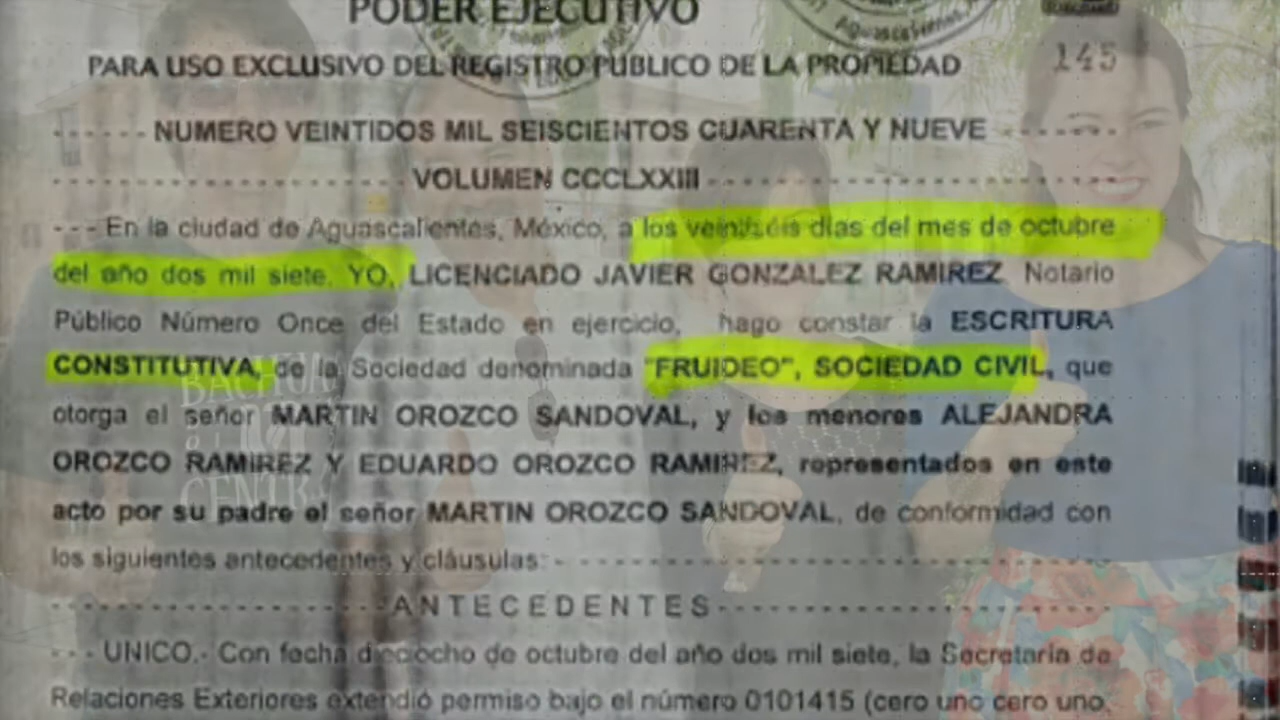 PODER EJECUTIVO
Aguascalientes,
PARA USO EXCLUSIVO DEL REGISTRO PUBLICO DE LA PROPIEDAD
145
- - - - - - NUMERO VEINTIDOS MIL SEISCIENTOS CUARENTA Y NUEVE - - - - - - -
- - - - - - - - - - - - - - - - - - - - - - - VOLUMEN CCCLXXIII - - - - - - - - - - - - - - - - - - - - - - - - - -
- - - En la ciudad de Aguascalientes, México, a los veintiséis días del mes de octubre
del año dos mil siete, YO, LICENCIADO JAVIER GONZALEZ RAMIREZ Notario
Público Número Once del Estado en ejercicio, hago constar la ESCRITURA
CONSTITUTIVA, de la Sociedad denominada "FRUIDEO", SOCIEDAD CIVIL, que
otorga el señor MARTIN OROZCO SANDOVAL, y los menores ALEJANDRA
OROZCO RAMIREZ Y EDUARDO OROZCO RAMIREZ, representados en este
acto por su padre el señor MARTIN OROZCO SANDOVAL, de conformidad con
los siguientes antecedentes y cláusulas: - - - - - - - - - - - - - - - - - - - - - - - - - - - - - - - - - - -
- - - - - - - - - - - - - - - - - - - - - A N T E C E D E N T E S - - - - - - - - - - - - - - - - - - - - - - - - -
- - - UNICO.- Con fecha dieciocho de octubre del año dos mil siete, la Secretaría de
Relaciones Exteriores extendió permiso bajo el número 0101415 (cero uno cero uno,
CENTR